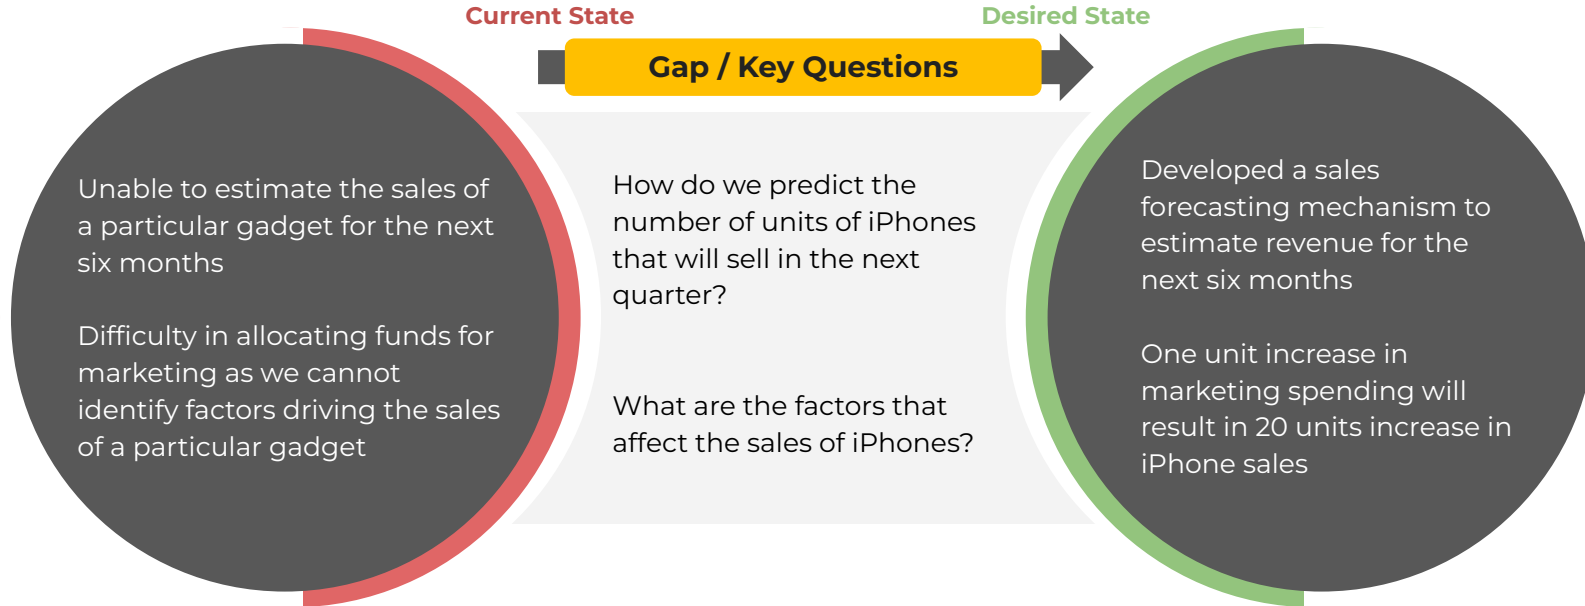 Current State
Desired State
Gap / Key Questions
Unable to estimate the sales of
a particular gadget for the next
six months
Difficulty in allocating funds for
marketing as we cannot
identify factors driving the sales
of a particular gadget
How do we predict the
number of units of iPhones
that will sell in the next
quarter?
What are the factors that
affect the sales of iPhones?
Developed a sales
forecasting mechanism to
estimate revenue for the
next six months
One unit increase in
marketing spending will
result in 20 units increase in
iPhone sales